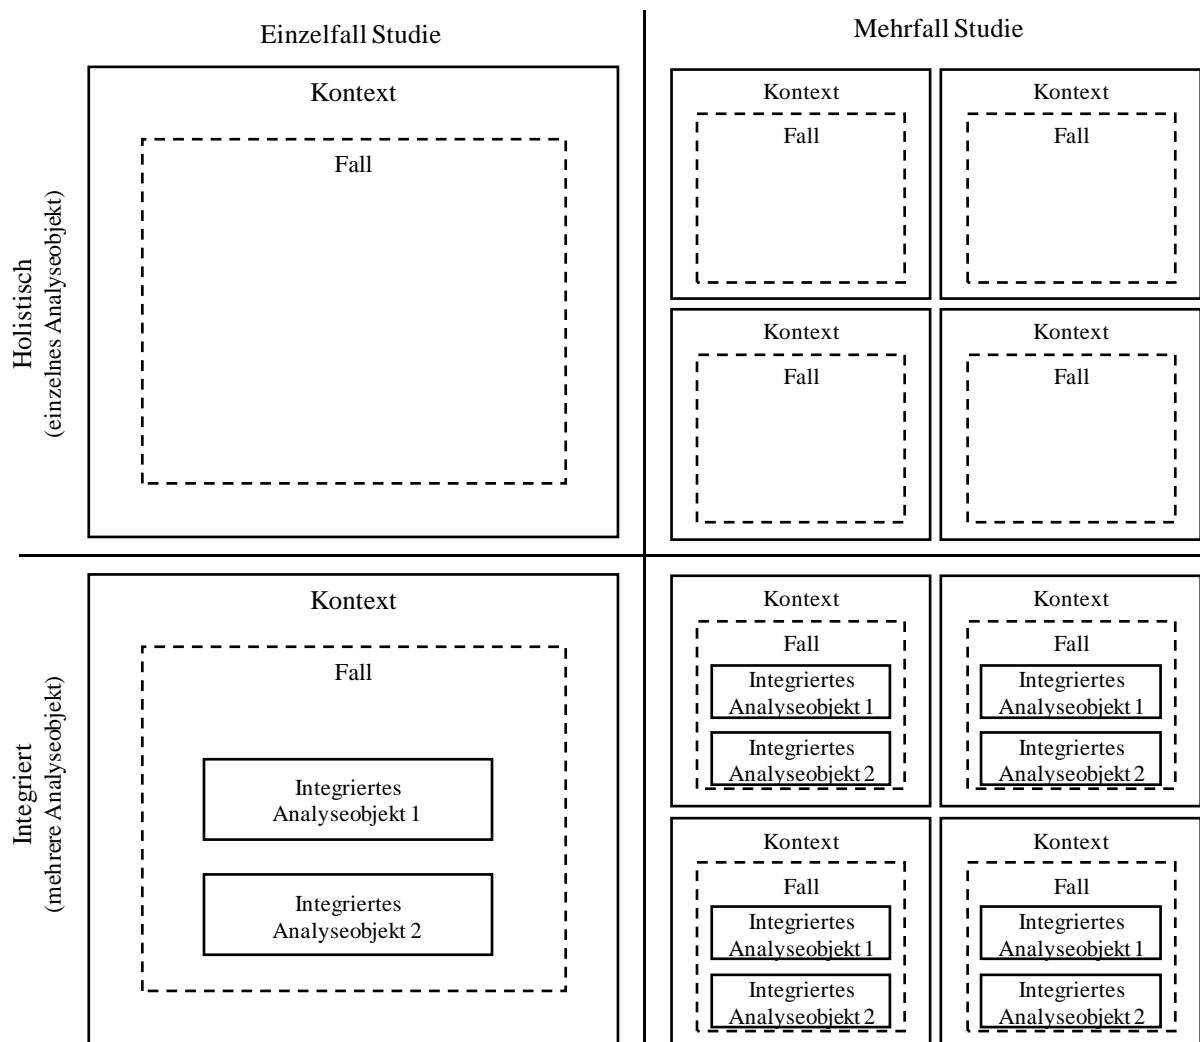 Einzelfall Studie
Mehrfall Studie
Holistisch
(einzelnes Analyseobjekt)
Kontext
Fall
Kontext
Fall
Kontext
Fall
Kontext
Fall
Kontext
Fall
Integriert
(mehrere Analyseobjekt)
Kontext
Fall
Integriertes
Analyseobjekt 1
Integriertes
Analyseobjekt 2
Kontext
Fall
Integriertes
Analyseobjekt 1
Integriertes
Analyseobjekt 2
Kontext
Fall
Integriertes
Analyseobjekt 1
Integriertes
Analyseobjekt 2
Kontext
Fall
Integriertes
Analyseobjekt 1
Integriertes
Analyseobjekt 2
Kontext
Fall
Integriertes
Analyseobjekt 1
Integriertes
Analyseobjekt 2